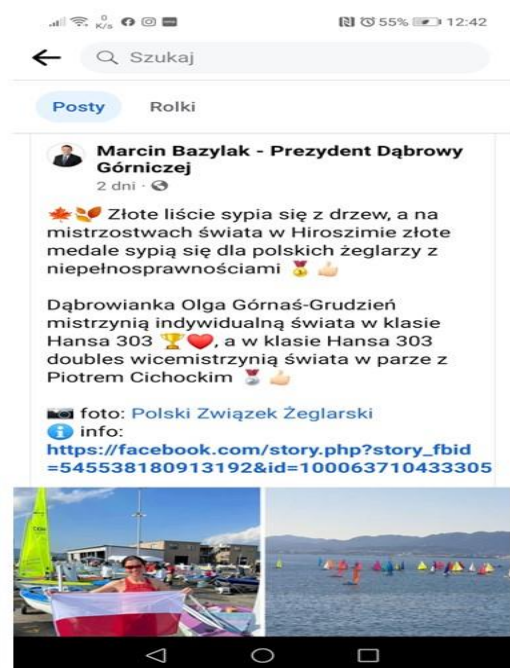 0 K/s 55% 12:42
Szukaj
Posty Rolki
Marcin Bazylak - Prezydent Dąbrowy
Górniczej
2 dni ·
Złote liście sypia się z drzew, a na
mistrzostwach świata w Hiroszimie złote
medale sypią się dla polskich żeglarzy z
niepełnosprawnościami
Dąbrowianka Olga Górnaś-Grudzień
mistrzynią indywidualną świata w klasie
Hansa 303 , a w klasie Hansa 303
doubles wicemistrzynią świata w parze z
Piotrem Cichockim
foto: Polski Związek Żeglarski
info:
https://facebook.com/story.php?story_fbid
=545538180913192&id=100063710433305